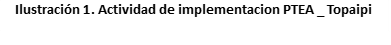 Ilustración 1. Actividad de implementacion PTEA _ Topaipi